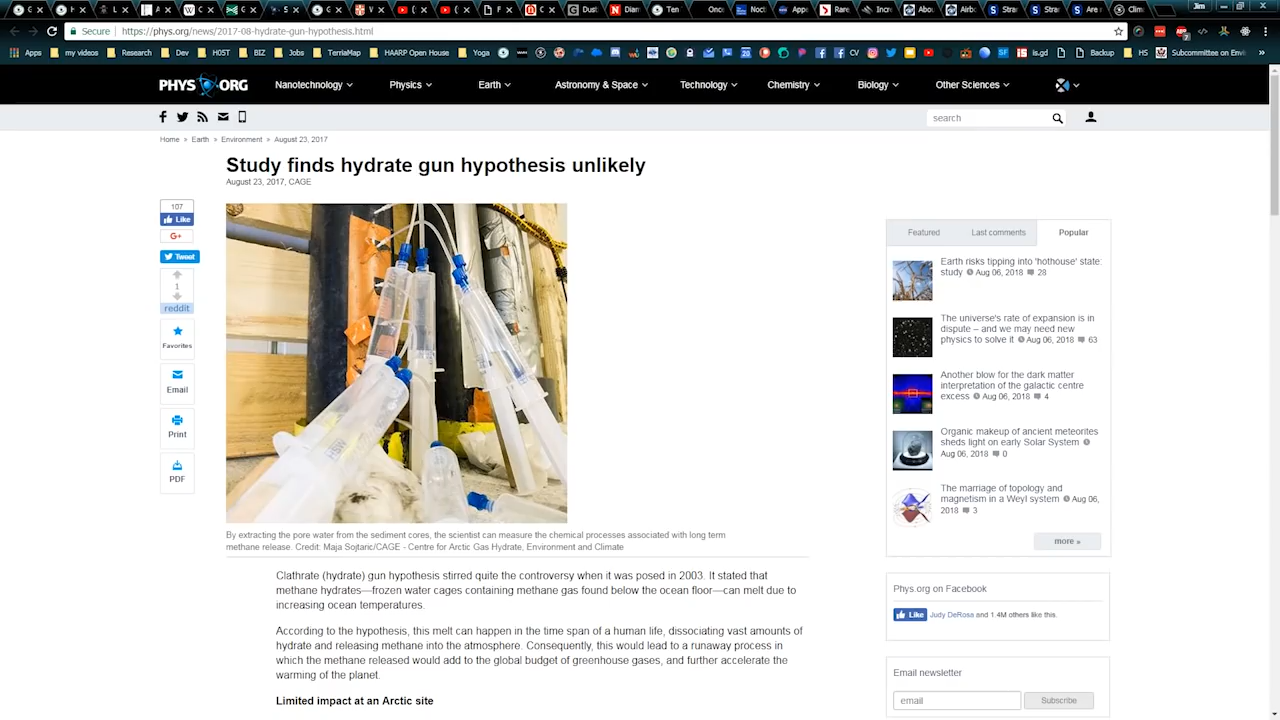 Jim
Secure
https://phys.org/news/2017-08-hydrate-gun-hypothesis.html
Apps
my videos
Research
Dev
H0ST
BIZ
Jobs
TerriaMap
HAARP Open House
Yoga
CV
is.gd
Backup
HS
Subcommittee on Envi
PHYS ORG
Nanotechnology
Physics
Earth
Astronomy & Space
Technology
Chemistry
Biology
Other Sciences
search
Home > Earth > Environment > August 23, 2017
Study finds hydrate gun hypothesis unlikely
August 23, 2017, CAGE
107
Like
G+
Tweet
1
reddit
Favorites
Email
Print
PDF
By extracting the pore water from the sediment cores, the scientist can measure the chemical processes associated with long term
methane release. Credit: Maja Sojtaric/CAGE - Centre for Arctic Gas Hydrate, Environment and Climate
Clathrate (hydrate) gun hypothesis stirred quite the controversy when it was posed in 2003. It stated that
methane hydrates—frozen water cages containing methane gas found below the ocean floor—can melt due to
increasing ocean temperatures.
According to the hypothesis, this melt can happen in the time span of a human life, dissociating vast amounts of
hydrate and releasing methane into the atmosphere. Consequently, this would lead to a runaway process in
which the methane released would add to the global budget of greenhouse gases, and further accelerate the
warming of the planet.
Limited impact at an Arctic site
Featured
Last comments
Popular
Earth risks tipping into 'hothouse' state:
study Aug 06, 2018 28
The universe's rate of expansion is in
dispute – and we may need new
physics to solve it Aug 06, 2018 63
Another blow for the dark matter
interpretation of the galactic centre
excess Aug 06, 2018 4
Organic makeup of ancient meteorites
sheds light on early Solar System
Aug 06, 2018 0
The marriage of topology and
magnetism in a Weyl system Aug 06,
2018 3
more »
Phys.org on Facebook
Like Judy DeRosa and 1.4M others like this.
Email newsletter
email
Subscribe